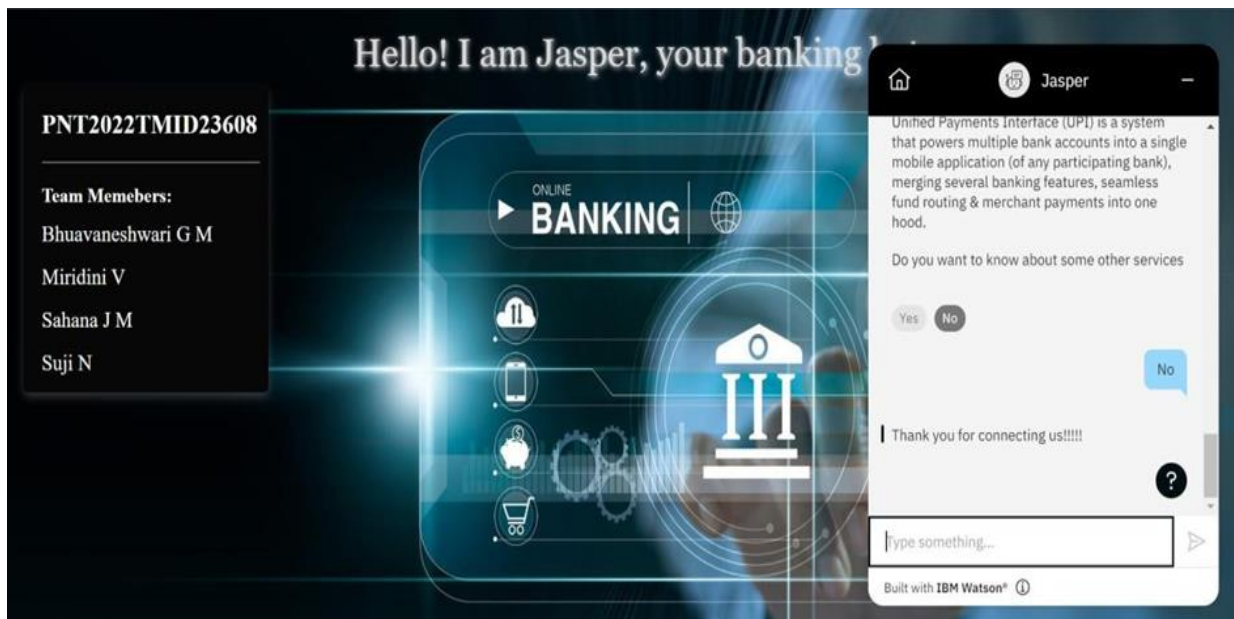 Hello! I am Jasper, your banking
PNT2022TMID23608
Team Memebers:
Bhuavaneshwari G M
Miridini V
Sahana J M
Suji N
ONLINE
BANKING
Jasper
Unified Payments Interface (UPI) is a system
that powers multiple bank accounts into a single
mobile application (of any participating bank),
merging several banking features, seamless
fund routing & merchant payments into one
hood.
Do you want to know about some other services
Yes No
No
Thank you for connecting us!!!!!
?
Type something...
Built with IBM Watson®